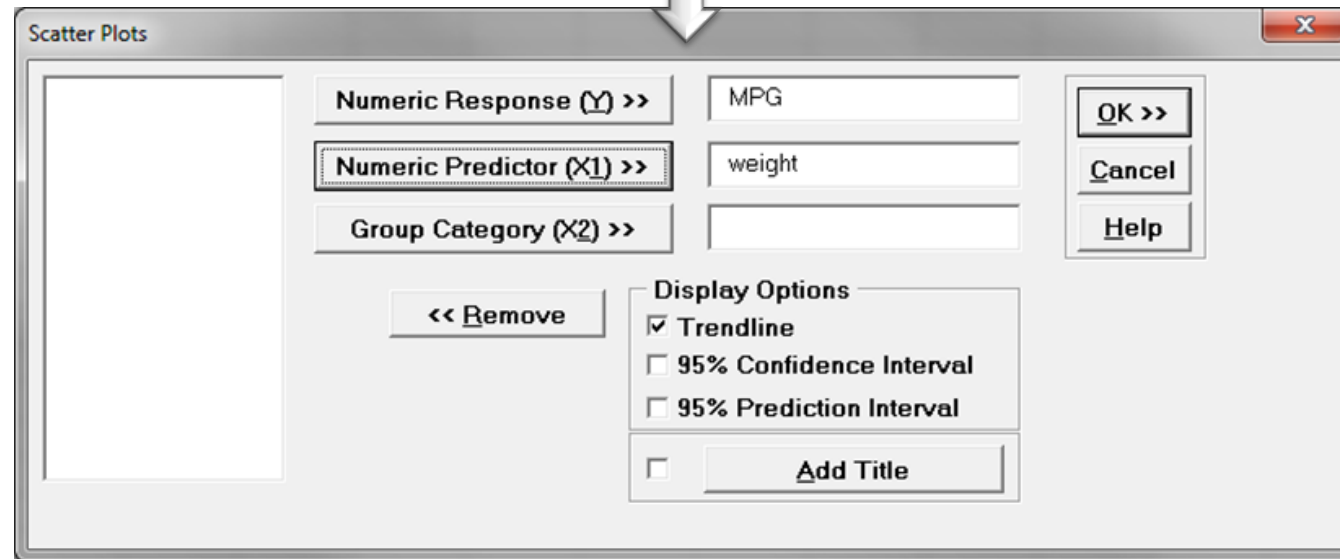 Scatter Plots
Numeric Response (Y) >>
MPG
OK >>
Numeric Predictor (X1) >>
weight
Cancel
Group Category (X2) >>
Help
<< Remove
Display Options
Trendline
95% Confidence Interval
95% Prediction Interval
Add Title